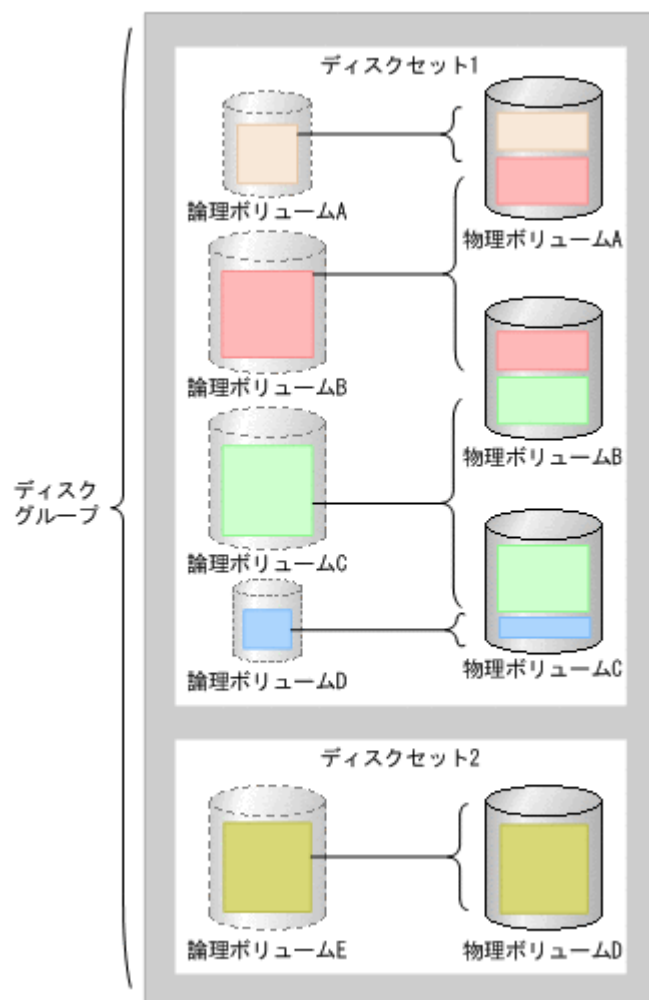 ディスクセット1
論理ボリュームA
物理ボリュームA
論理ボリュームB
物理ボリュームB
ディスク
グループ
論理ボリュームC
論理ボリュームD
物理ボリュームC
ディスクセット2
論理ボリュームE
物理ボリュームD